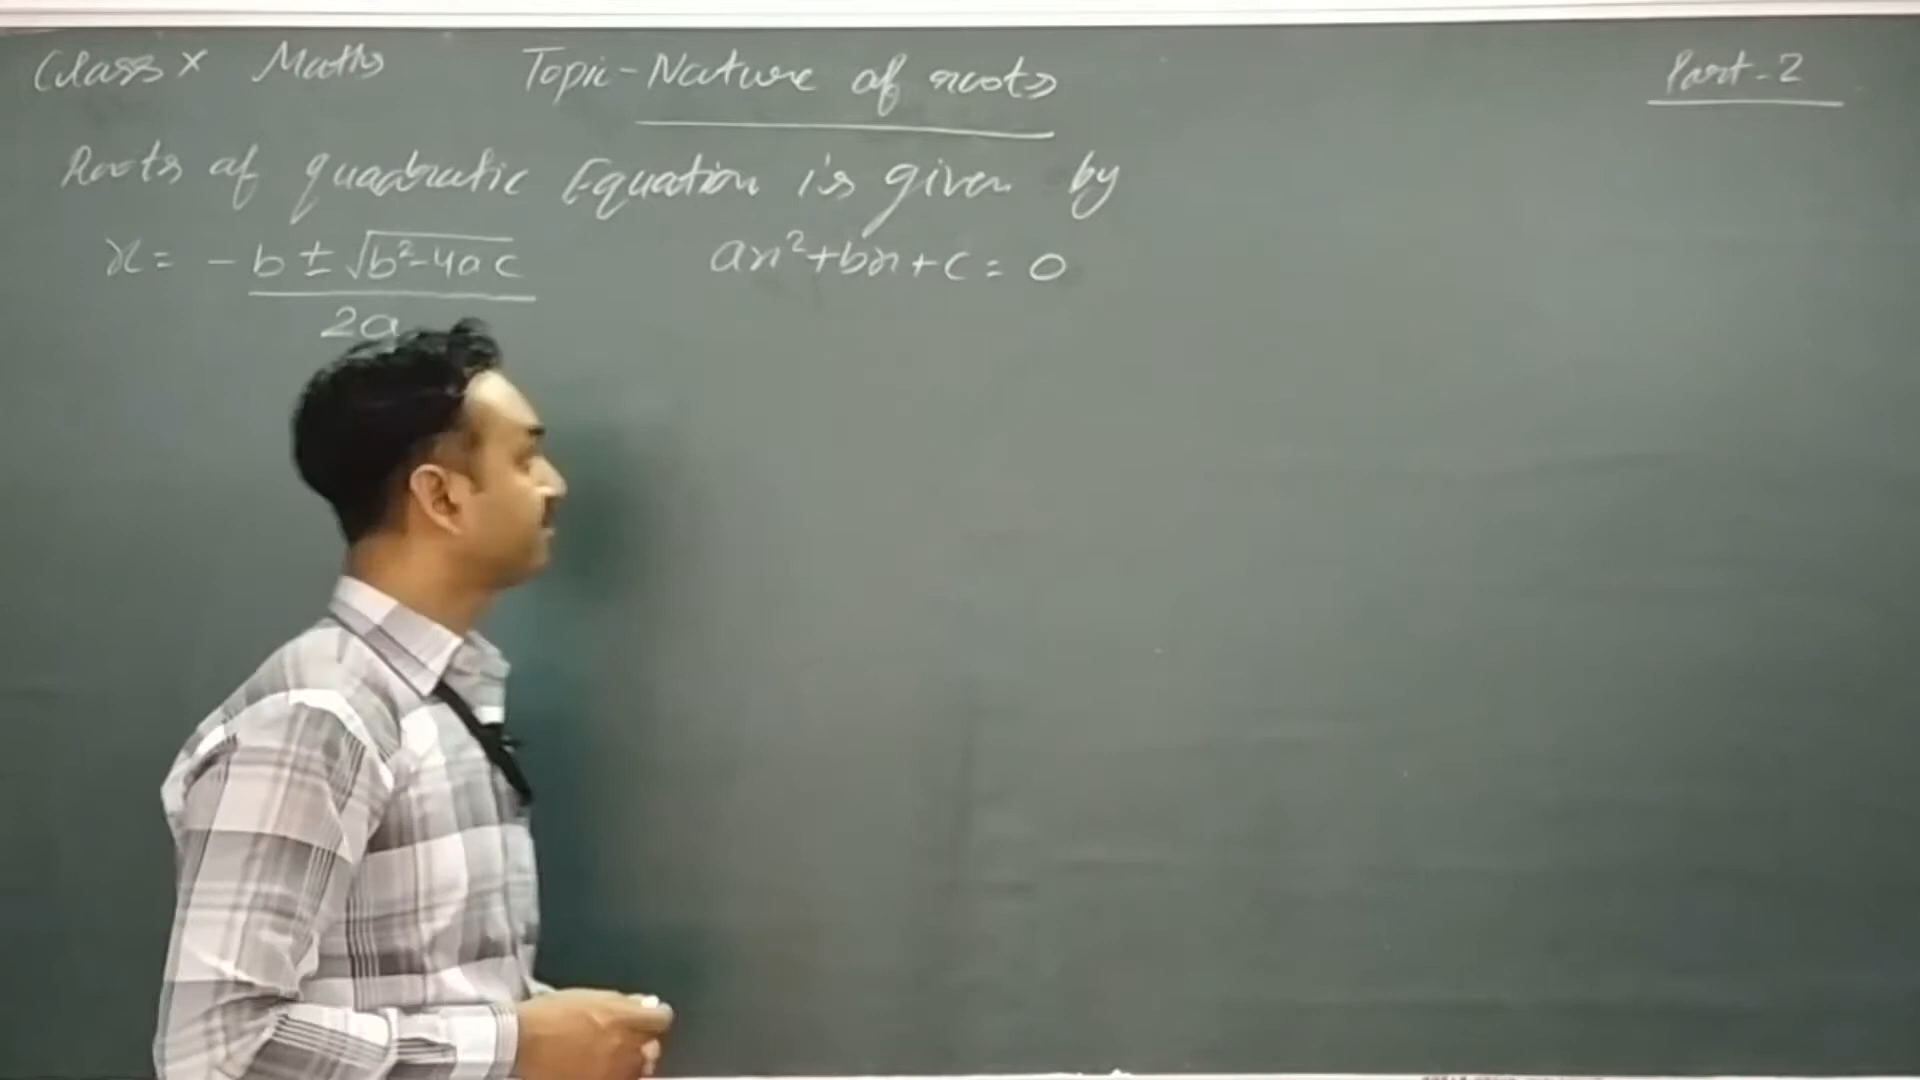 Class X Maths Topic-Nature of roots Part-2
Roots of quadratic Equation is given by
x = -b ± √b²-4ac / 2a ax²+bx+c = 0